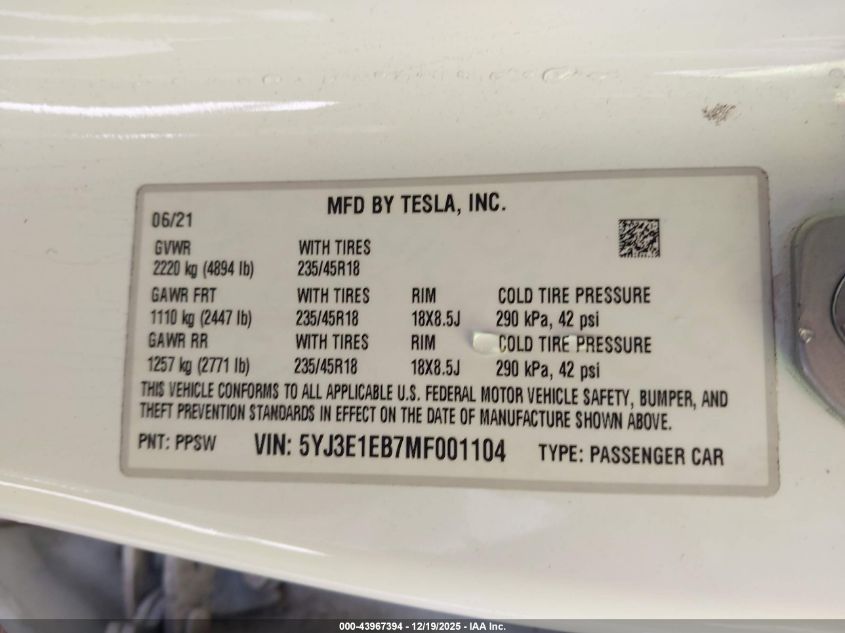 MFD BY TESLA, INC.
06/21
GVWR WITH TIRES
2220 kg (4894 lb) 235/45R18
GAWR FRT WITH TIRES RIM COLD TIRE PRESSURE
1110 kg (2447 lb) 235/45R18 18X8.5J 290 kPa, 42 psi
GAWR RR WITH TIRES RIM COLD TIRE PRESSURE
1257 kg (2771 lb) 235/45R18 18X8.5J 290 kPa, 42 psi
THIS VEHICLE CONFORMS TO ALL APPLICABLE U.S. FEDERAL MOTOR VEHICLE SAFETY, BUMPER, AND
THEFT PREVENTION STANDARDS IN EFFECT ON THE DATE OF MANUFACTURE SHOWN ABOVE.
PNT: PPSW VIN: 5YJ3E1EB7MF001104 TYPE: PASSENGER CAR
000-43967394 - 12/19/2025 - IAA Inc.